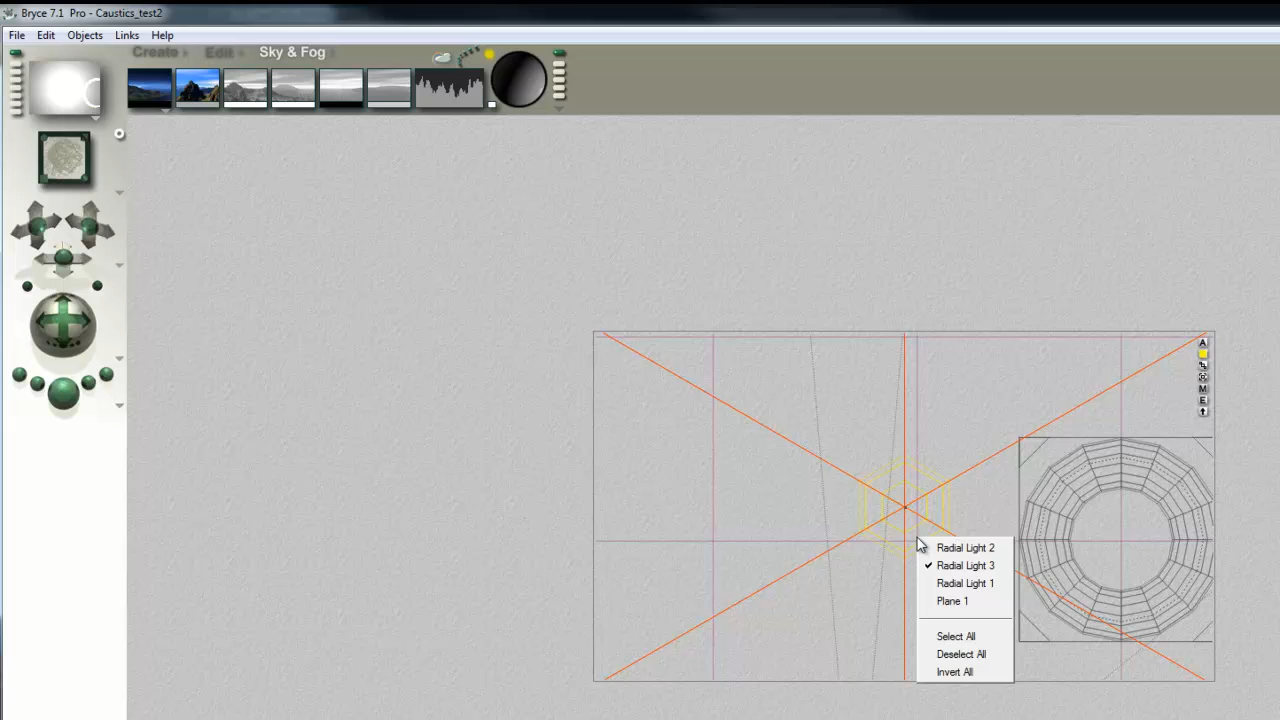 Bryce 7.1 Pro - Caustics_test2
File Edit Objects Links Help
Create Edit Sky & Fog
A
M
E
Radial Light 2
Radial Light 3
Radial Light 1
Plane 1
Select All
Deselect All
Invert All